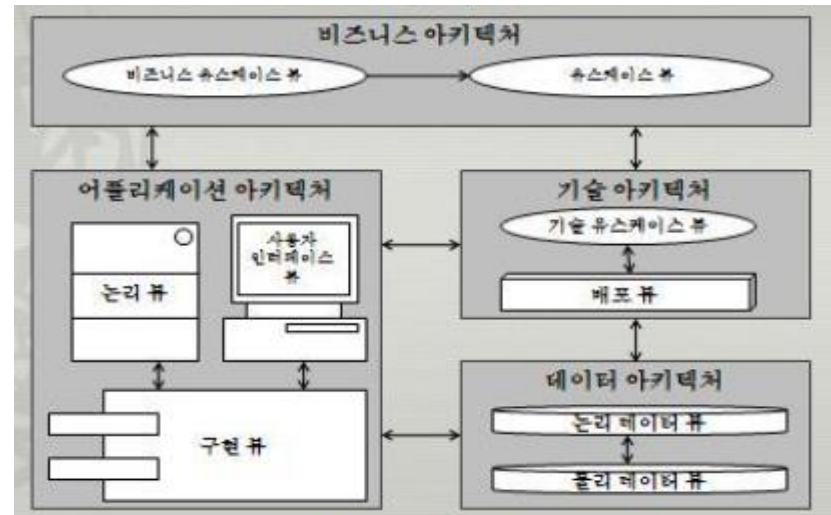 비즈니스 아키텍처
비즈니스 유스케이스 뷰
유스케이스 뷰
어플리케이션 아키텍처
논리 뷰
사용자
인터페이스
뷰
구현 뷰
기술 아키텍처
기술 유스케이스 뷰
배포 뷰
데이터 아키텍처
논리 데이터 뷰
물리 데이터 뷰